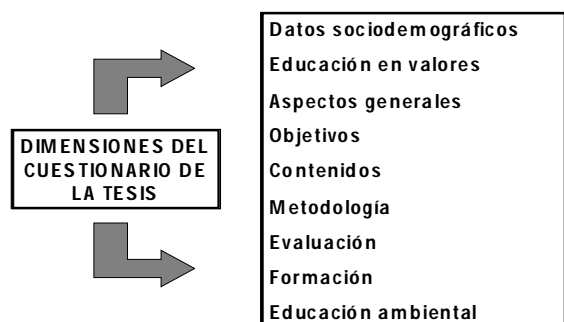 DIMENSIONES DEL
CUESTIONARIO DE
LA TESIS
Datos sociodemográficos
Educación en valores
Aspectos generales
Objetivos
Contenidos
Metodología
Evaluación
Formación
Educación ambiental